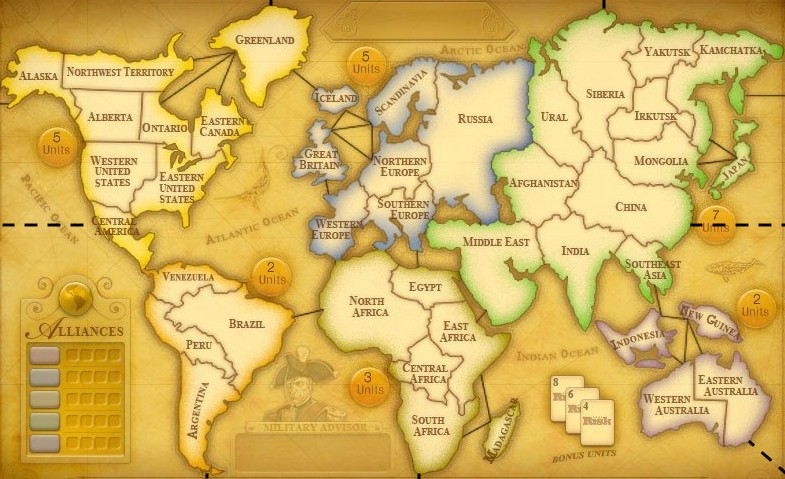 GREENLAND
ALASKA
NORTHWEST TERRITORY
ALBERTA
ONTARIO
EASTERN
CANADA
WESTERN
UNITED
STATES
EASTERN
UNITED
STATES
CENTRAL
AMERICA
5
Units
PACIFIC OCEAN
ATLANTIC OCEAN
ARCTIC OCEAN
5
Units
ICELAND
SCANDINAVIA
RUSSIA
GREAT
BRITAIN
NORTHERN
EUROPE
SOUTHERN
EUROPE
WESTERN
EUROPE
YAKUTSK
KAMCHATKA
SIBERIA
URAL
IRKUTSK
MONGOLIA
JAPAN
AFGHANISTAN
CHINA
7
Units
MIDDLE EAST
INDIA
SOUTHEAST
ASIA
VENEZUELA
BRAZIL
PERU
ARGENTINA
2
Units
NORTH
AFRICA
EGYPT
EAST
AFRICA
CENTRAL
AFRICA
SOUTH
AFRICA
MADAGASCAR
3
Units
INDIAN OCEAN
2
Units
INDONESIA
NEW GUINEA
WESTERN
AUSTRALIA
EASTERN
AUSTRALIA
ALLIANCES
MILITARY ADVISOR
8
Ri
6
Ri
4
Risk
BONUS UNITS